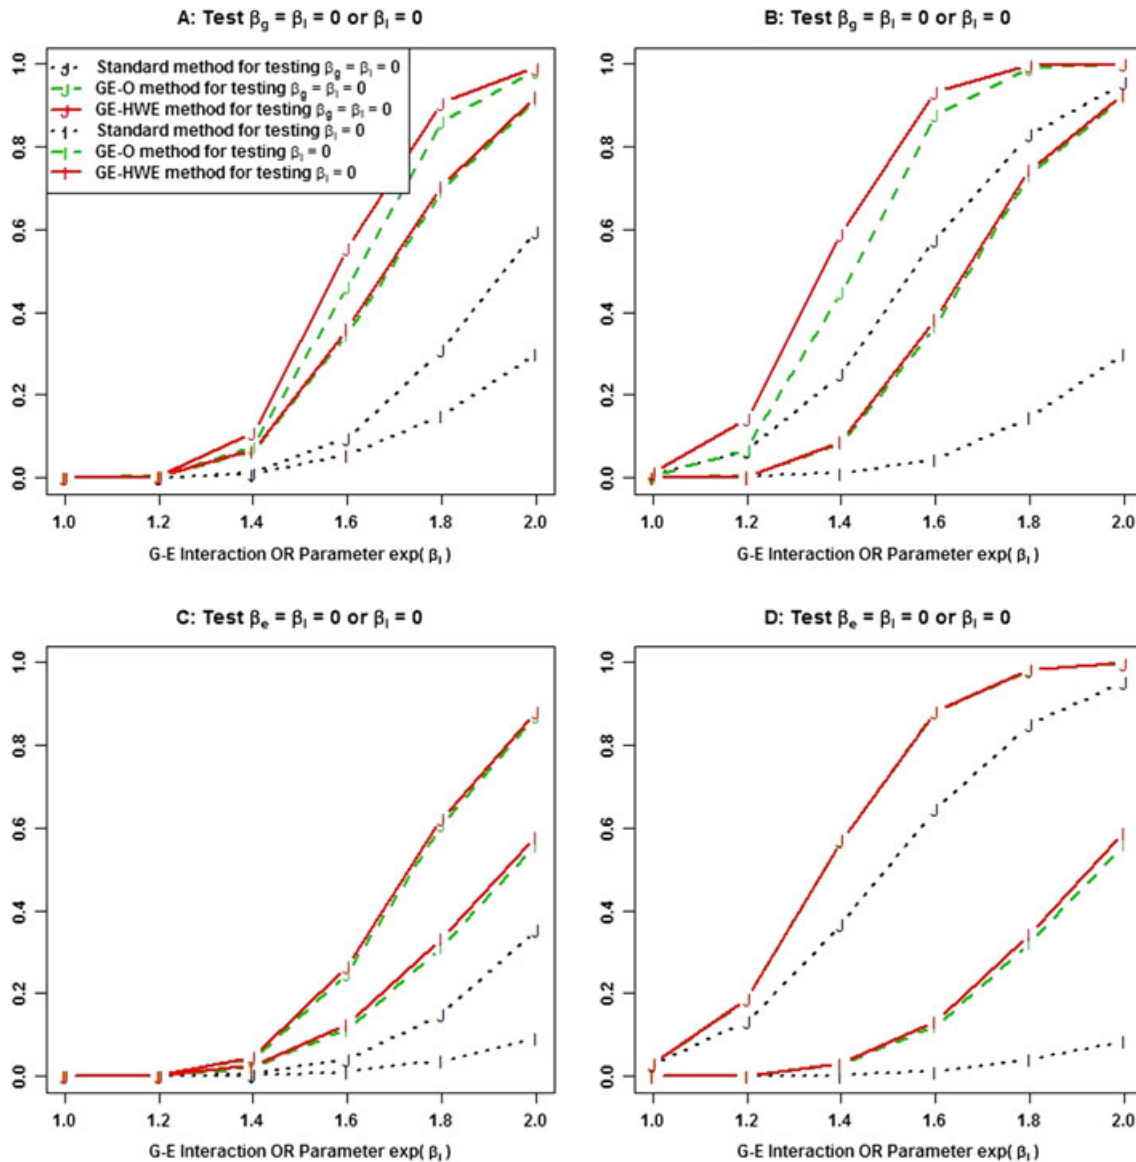 A: Test βg = βI = 0 or βI = 0
1.0
0.8
0.6
0.4
0.2
0.0
J Standard method for testing βg = βI = 0
J GE-O method for testing βg = βI = 0
J GE-HWE method for testing βg = βI = 0
I Standard method for testing βI = 0
I GE-O method for testing βI = 0
I GE-HWE method for testing βI = 0
1.0 1.2 1.4 1.6 1.8 2.0
G-E Interaction OR Parameter exp( βI )
B: Test βg = βI = 0 or βI = 0
1.0
0.8
0.6
0.4
0.2
0.0
1.0 1.2 1.4 1.6 1.8 2.0
G-E Interaction OR Parameter exp( βI )
C: Test βe = βI = 0 or βI = 0
1.0
0.8
0.6
0.4
0.2
0.0
1.0 1.2 1.4 1.6 1.8 2.0
G-E Interaction OR Parameter exp( βI )
D: Test βe = βI = 0 or βI = 0
1.0
0.8
0.6
0.4
0.2
0.0
1.0 1.2 1.4 1.6 1.8 2.0
G-E Interaction OR Parameter exp( βI )